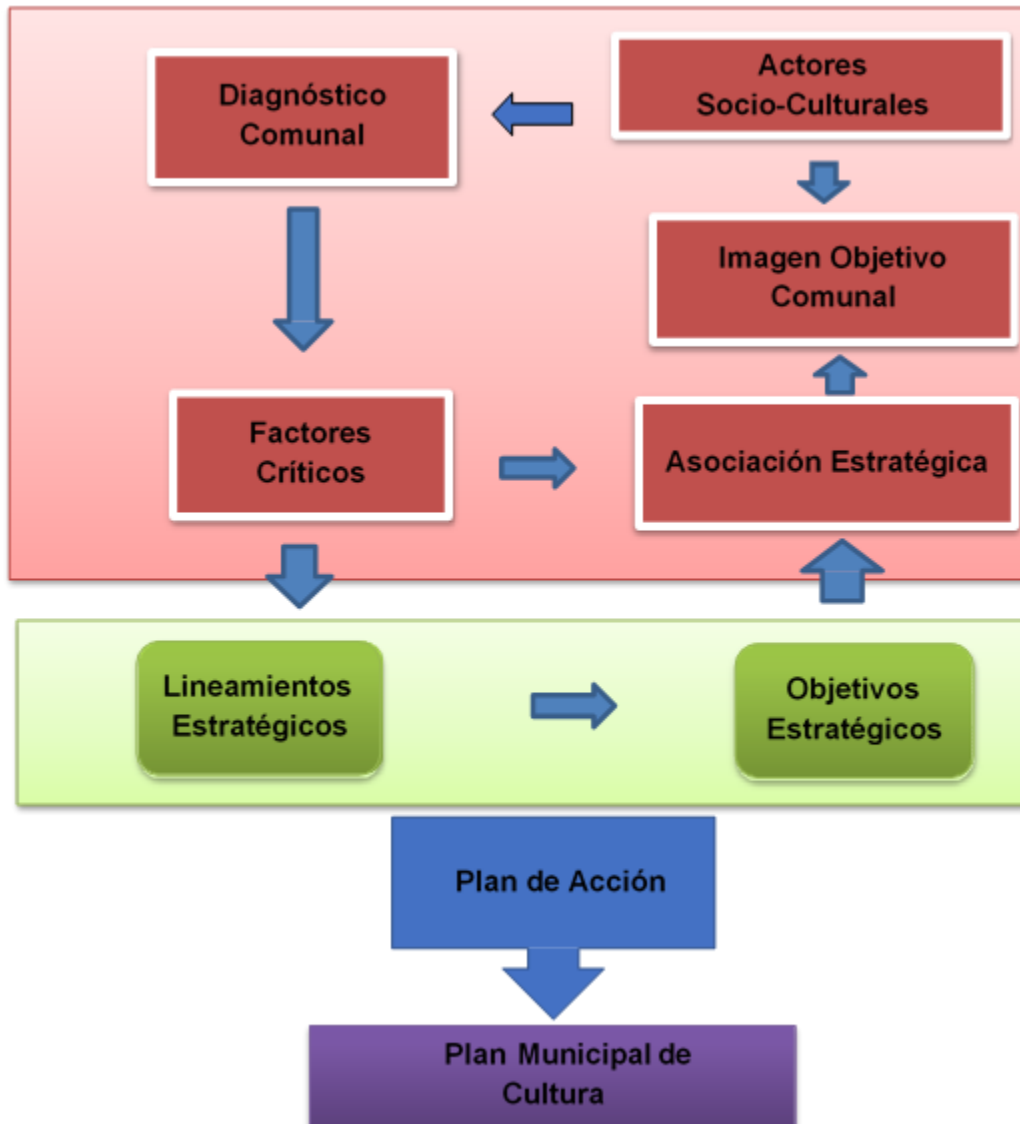 Diagnóstico
Comunal
Actores
Socio-Culturales
Imagen Objetivo
Comunal
Factores
Críticos
Asociación Estratégica
Lineamientos
Estratégicos
Objetivos
Estratégicos
Plan de Acción
Plan Municipal de
Cultura